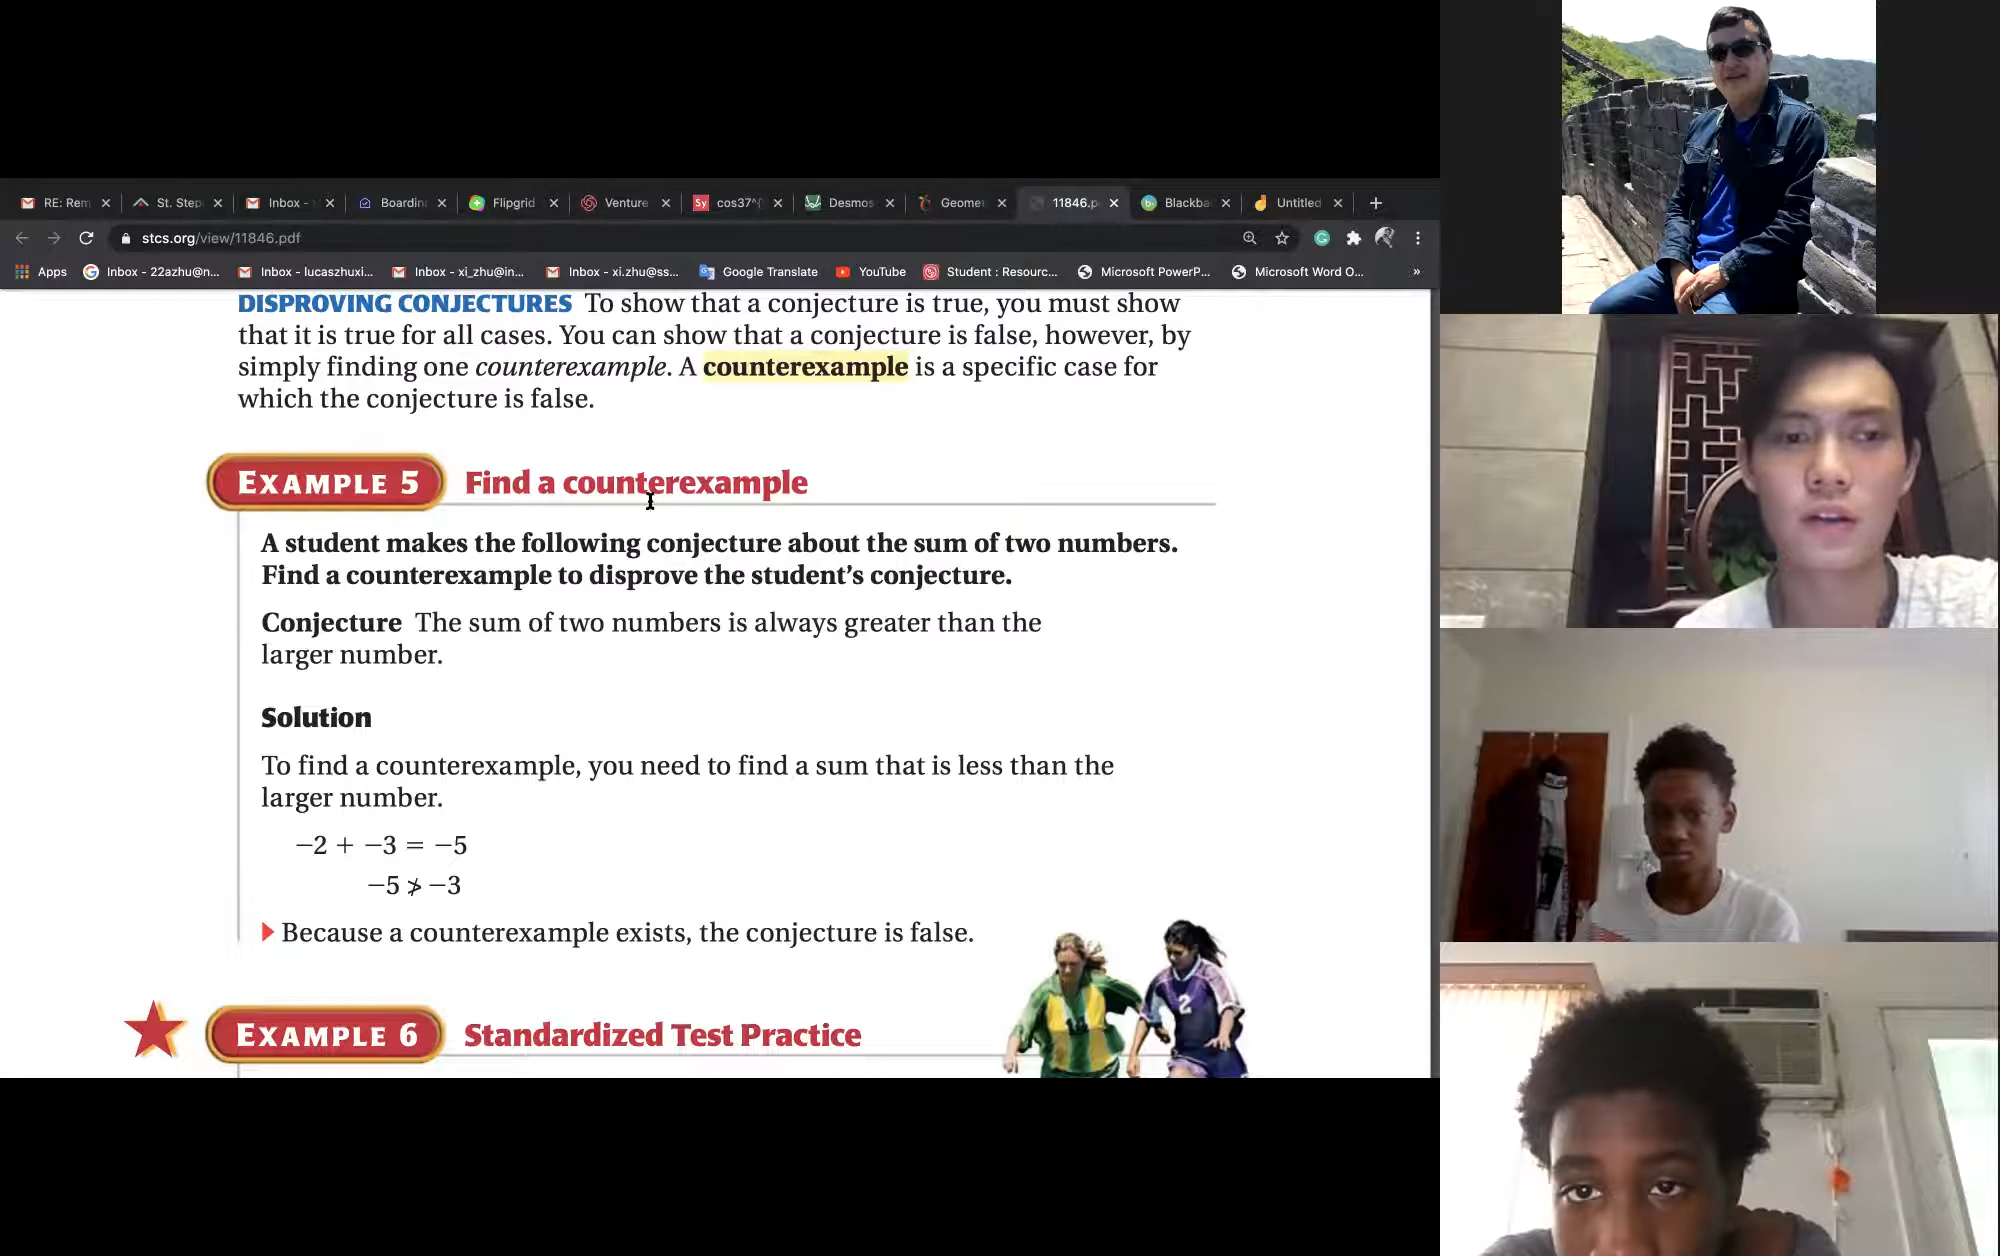 RE: Rem
St. Step
Inbox -
Boardin
Flipgrid
Venture
Sy cos37^(
Desmos
Geome
11846.p
Blackba
Untitled
stcs.org/view/11846.pdf
Apps
Inbox - 22azhu@n...
Inbox - lucaszhuxi...
Inbox - xi_zhu@in...
Inbox - xi.zhu@ss...
Google Translate
YouTube
Student : Resourc...
Microsoft PowerP...
Microsoft Word O...
»
DISPROVING CONJECTURES To show that a conjecture is true, you must show
that it is true for all cases. You can show that a conjecture is false, however, by
simply finding one counterexample. A counterexample is a specific case for
which the conjecture is false.
EXAMPLE 5 Find a counterexample
A student makes the following conjecture about the sum of two numbers.
Find a counterexample to disprove the student's conjecture.
Conjecture The sum of two numbers is always greater than the
larger number.
Solution
To find a counterexample, you need to find a sum that is less than the
larger number.
−2 + −3 = −5
−5 ≯ −3
Because a counterexample exists, the conjecture is false.
2
EXAMPLE 6 Standardized Test Practice